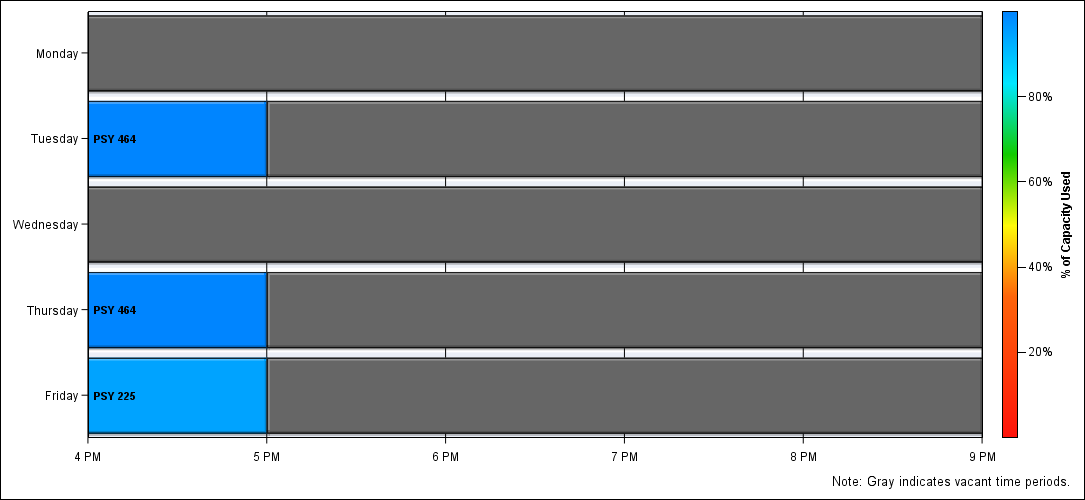 Monday
Tuesday
PSY 464
Wednesday
Thursday
PSY 464
Friday
PSY 225
4 PM 5 PM 6 PM 7 PM 8 PM 9 PM
80%
60%
40%
20%
% of Capacity Used
Note: Gray indicates vacant time periods.